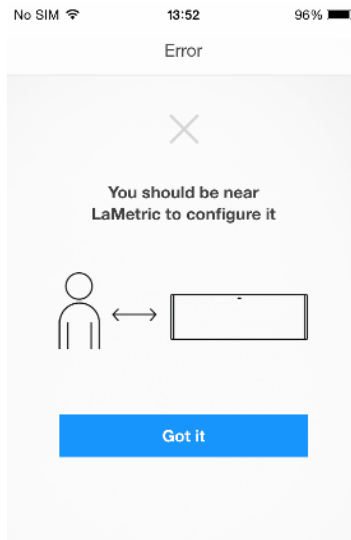 No SIM 13:52 96%
Error
You should be near
LaMetric to configure it
Got it